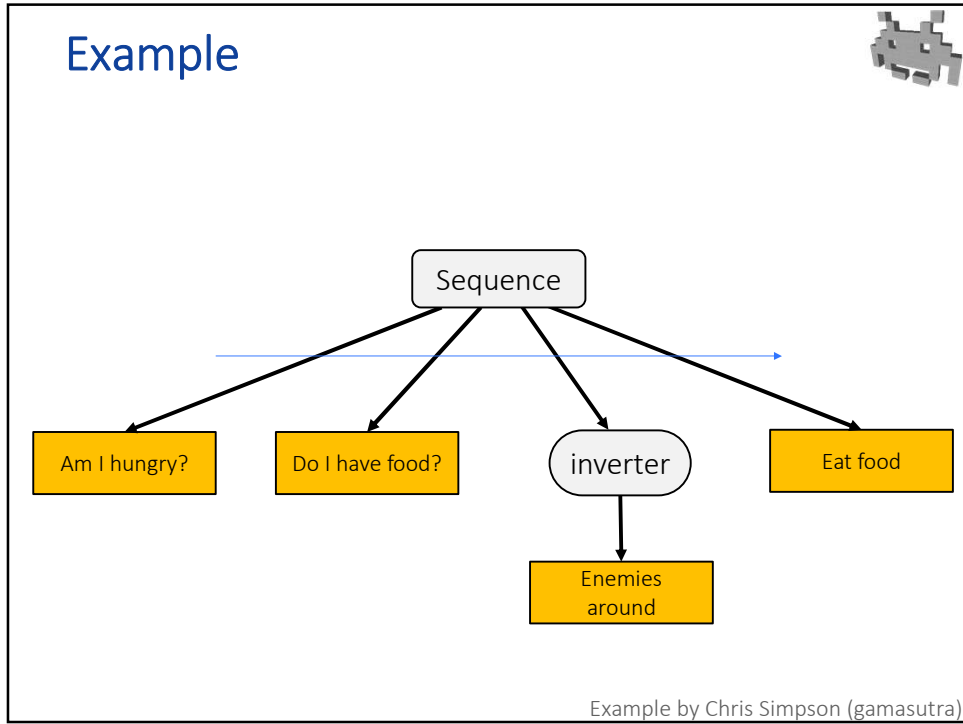 Example
Sequence
Am I hungry?
Do I have food?
inverter
Eat food
Enemies
around
Example by Chris Simpson (gamasutra)